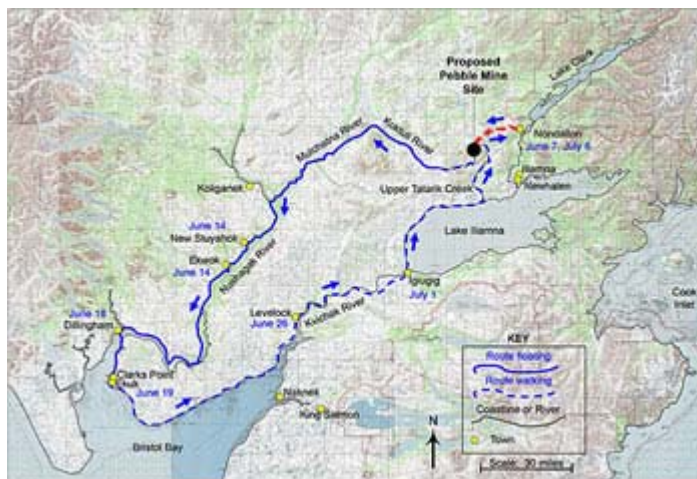 Proposed
Pebble Mine
Site
Lake Clark
Nondalton
June 7, July 6
Iliamna
Newhalen
Mulchatna River
Koktuli River
Koliganek
Upper Talarik Creek
June 14
New Stuyahok
Ekwok
June 14
Nushagak River
Lake Iliamna
Igiugig
July 1
Cook
Inlet
Levelock
June 26
Kvichak River
June 18
Dillingham
Clarks Point
June 19
Naknek
King Salmon
Bristol Bay
N
KEY
Route floating
Route walking
Coastline or River
Town
Scale: 30 miles